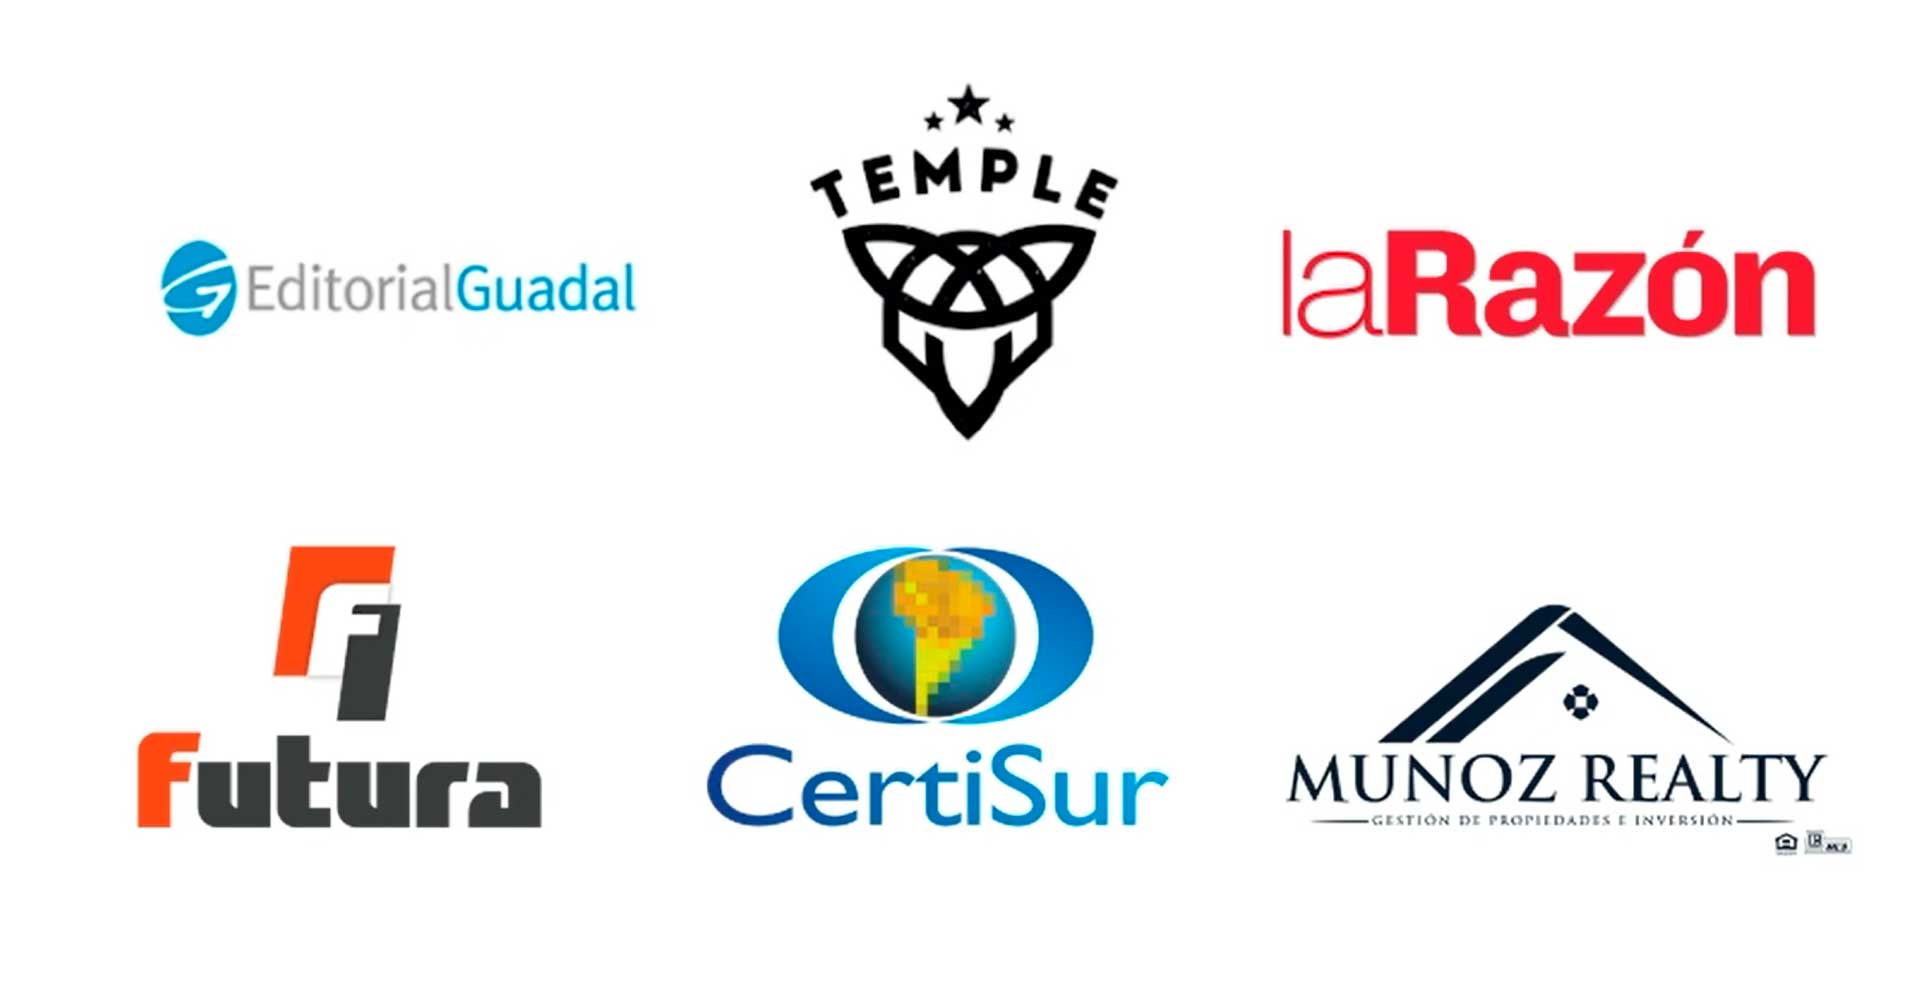 TEMPLE
EditorialGuadal
laRazón
futura
CertiSur
MUNOZ REALTY
GESTIÓN DE PROPIEDADES E INVERSIÓN